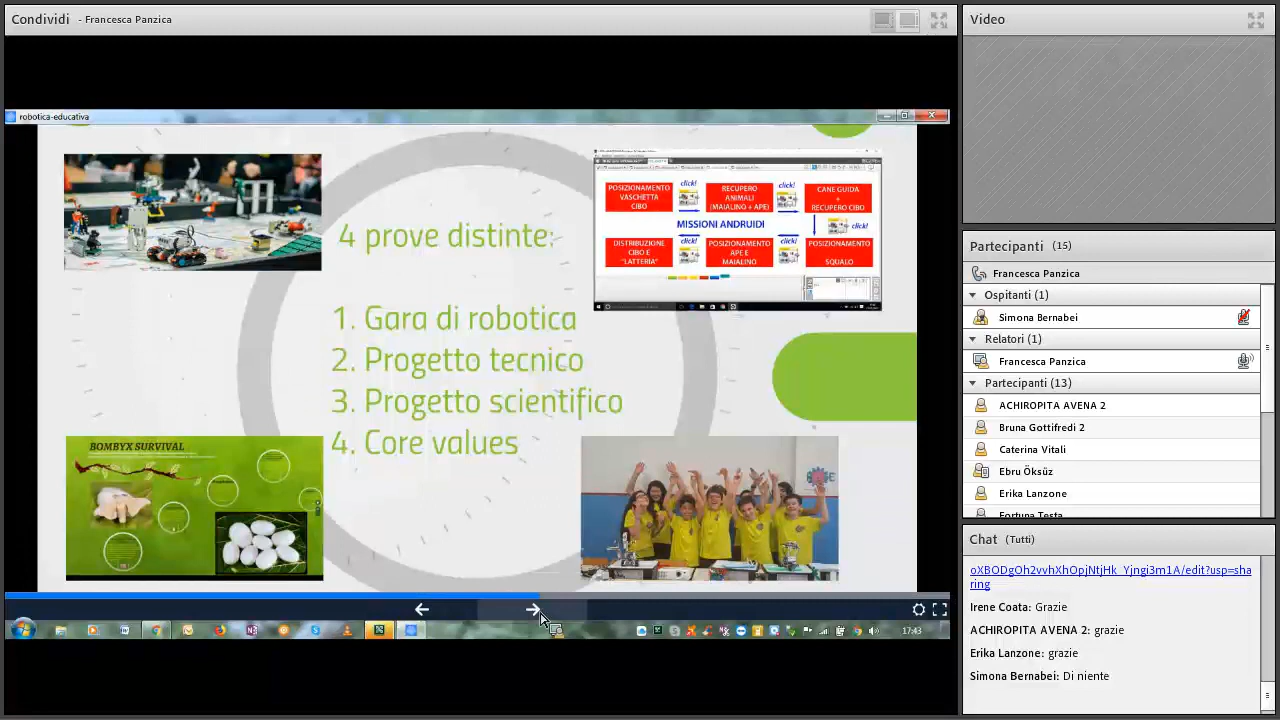 Condividi - Francesca Panzica
robotica-educativa
4 prove distinte:
1. Gara di robotica
2. Progetto tecnico
3. Progetto scientifico
4. Core values
POSIZIONAMENTO
VASCHETTA
CIBO
click!
RECUPERO
ANIMALI
(MAIALINO + APE)
click!
CANE GUIDA
+
RECUPERO CIBO
MISSIONI ANDRUIDI
click!
DISTRIBUZIONE
CIBO E
"LATTERIA"
click!
POSIZIONAMENTO
APE E
MAIALINO
click!
POSIZIONAMENTO
SQUALO
BOMBYX SURVIVAL
17:43
Video
Partecipanti (15)
Francesca Panzica
Ospitanti (1)
Simona Bernabei
Relatori (1)
Francesca Panzica
Partecipanti (13)
ACHIROPITA AVENA 2
Bruna Gottifredi 2
Caterina Vitali
Ebru Öksüz
Erika Lanzone
Fortuna Testa
Chat (Tutti)
oXBODgOh2vvhXhOpjNtjHk_Yjngi3m1A/edit?usp=sha
ring
Irene Coata: Grazie
ACHIROPITA AVENA 2: grazie
Erika Lanzone: grazie
Simona Bernabei: Di niente